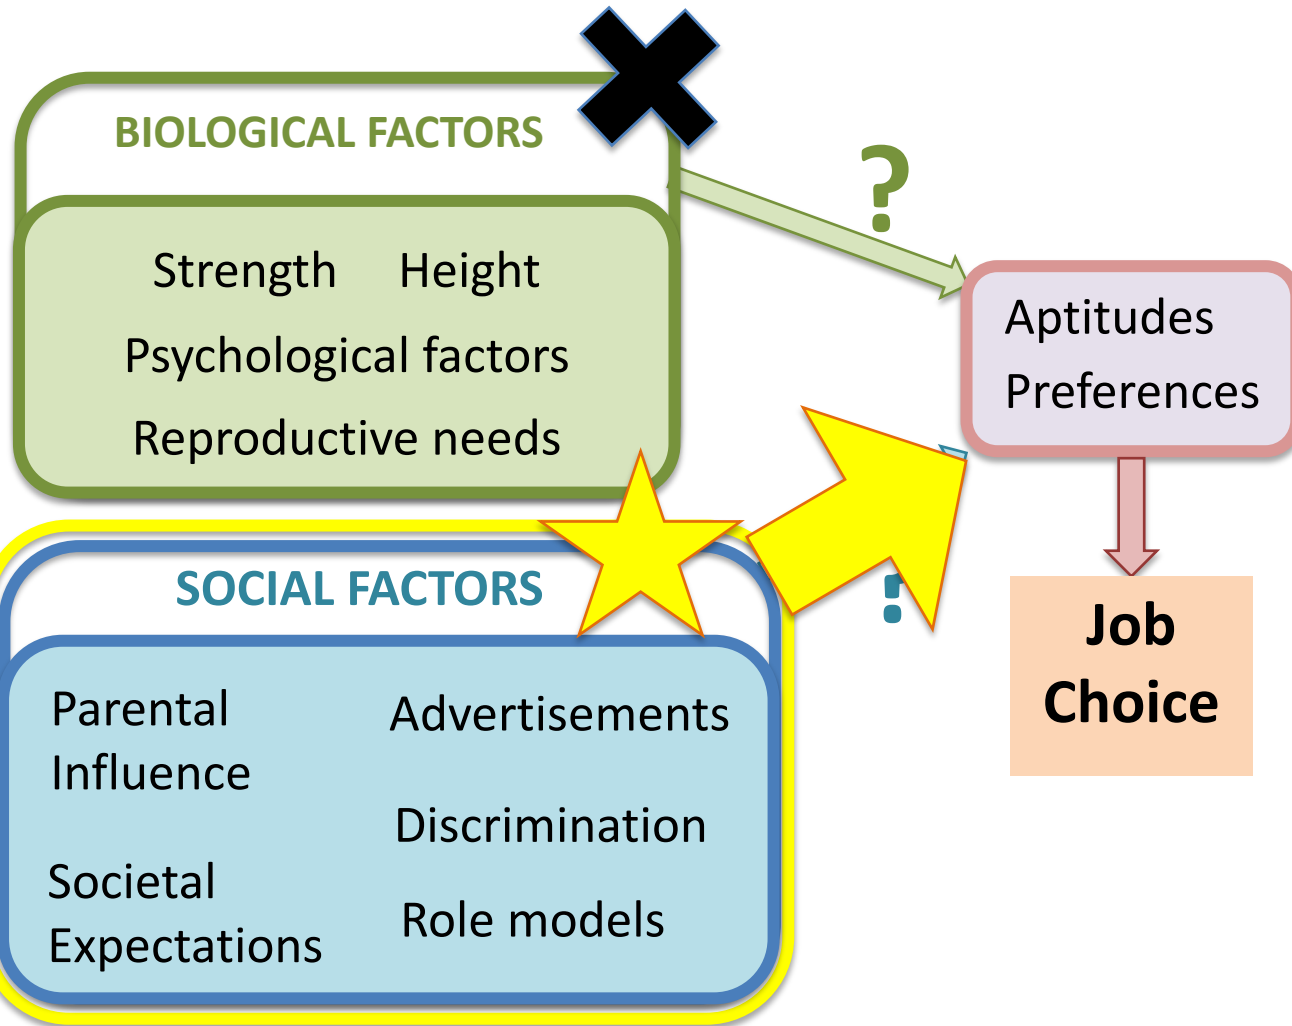 BIOLOGICAL FACTORS
?
Strength Height
Psychological factors
Reproductive needs
Aptitudes
Preferences
SOCIAL FACTORS
Parental
Influence
Advertisements
Discrimination
Societal
Expectations
Role models
Job
Choice